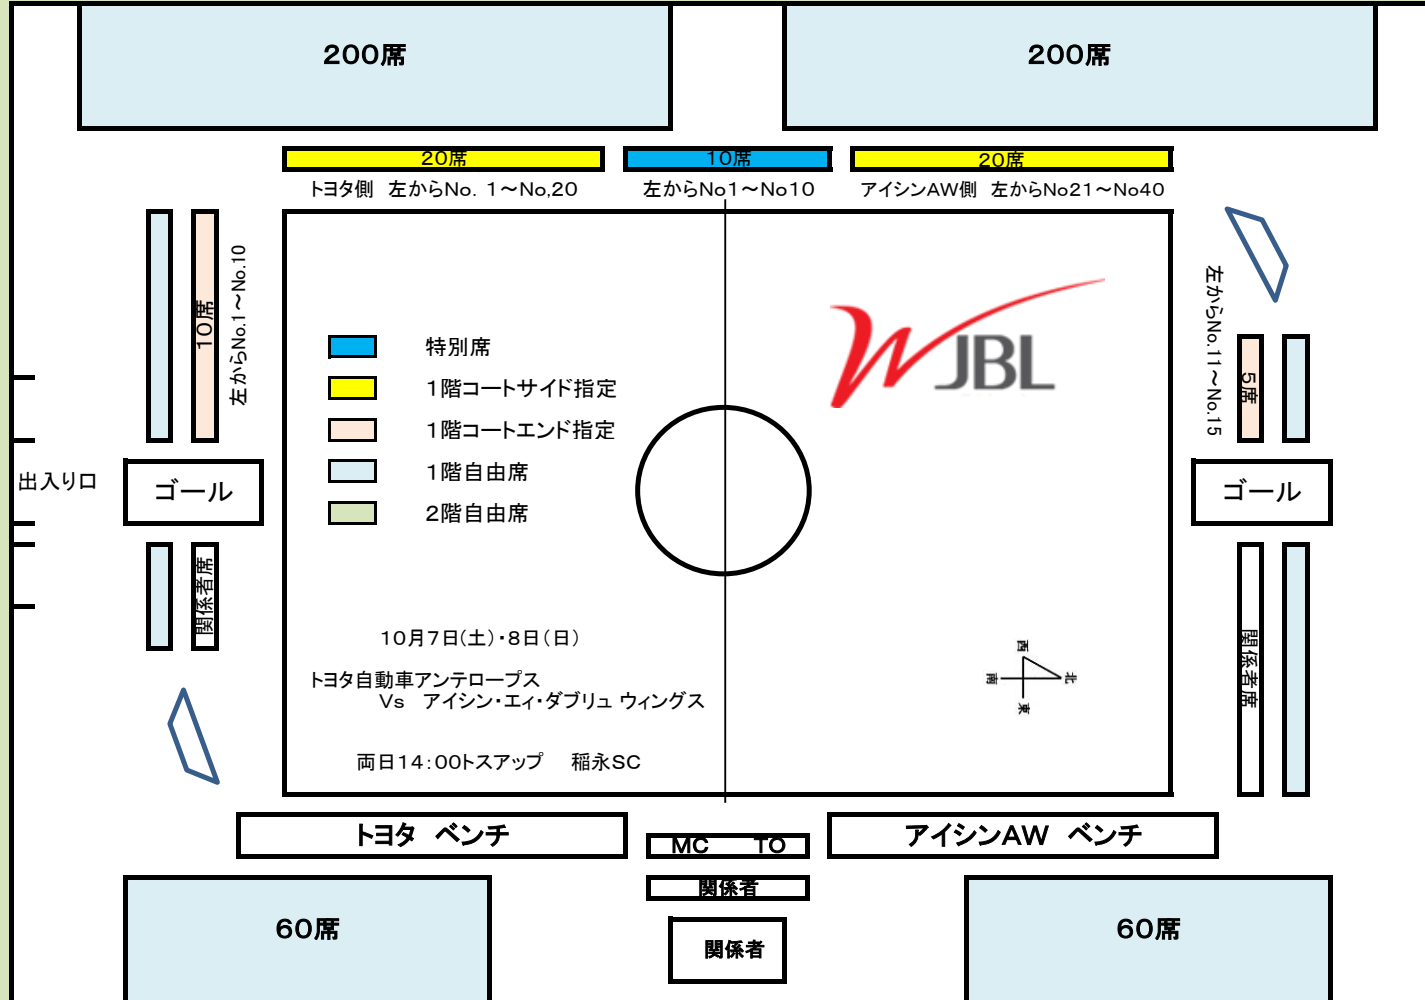 200席
200席
20席
10席
20席
トヨタ側　左からNo. 1～No,20
左からNo1～No10
アイシンAW側　左からNo21～No40
10席
左からNo.1～No.10
左からNo.11～No.15
5席
WJBL
特別席
1階コートサイド指定
1階コートエンド指定
1階自由席
2階自由席
出入り口
ゴール
ゴール
関係者席
関係者席
10月7日(土)・8日(日)
トヨタ自動車アンテロープス
Vs　アイシン・エィ・ダブリュ ウィングス
両日14:00トスアップ　稲永SC
西
南
北
東
トヨタ ベンチ
MC　TO
アイシンAW ベンチ
関係者
60席
関係者
60席